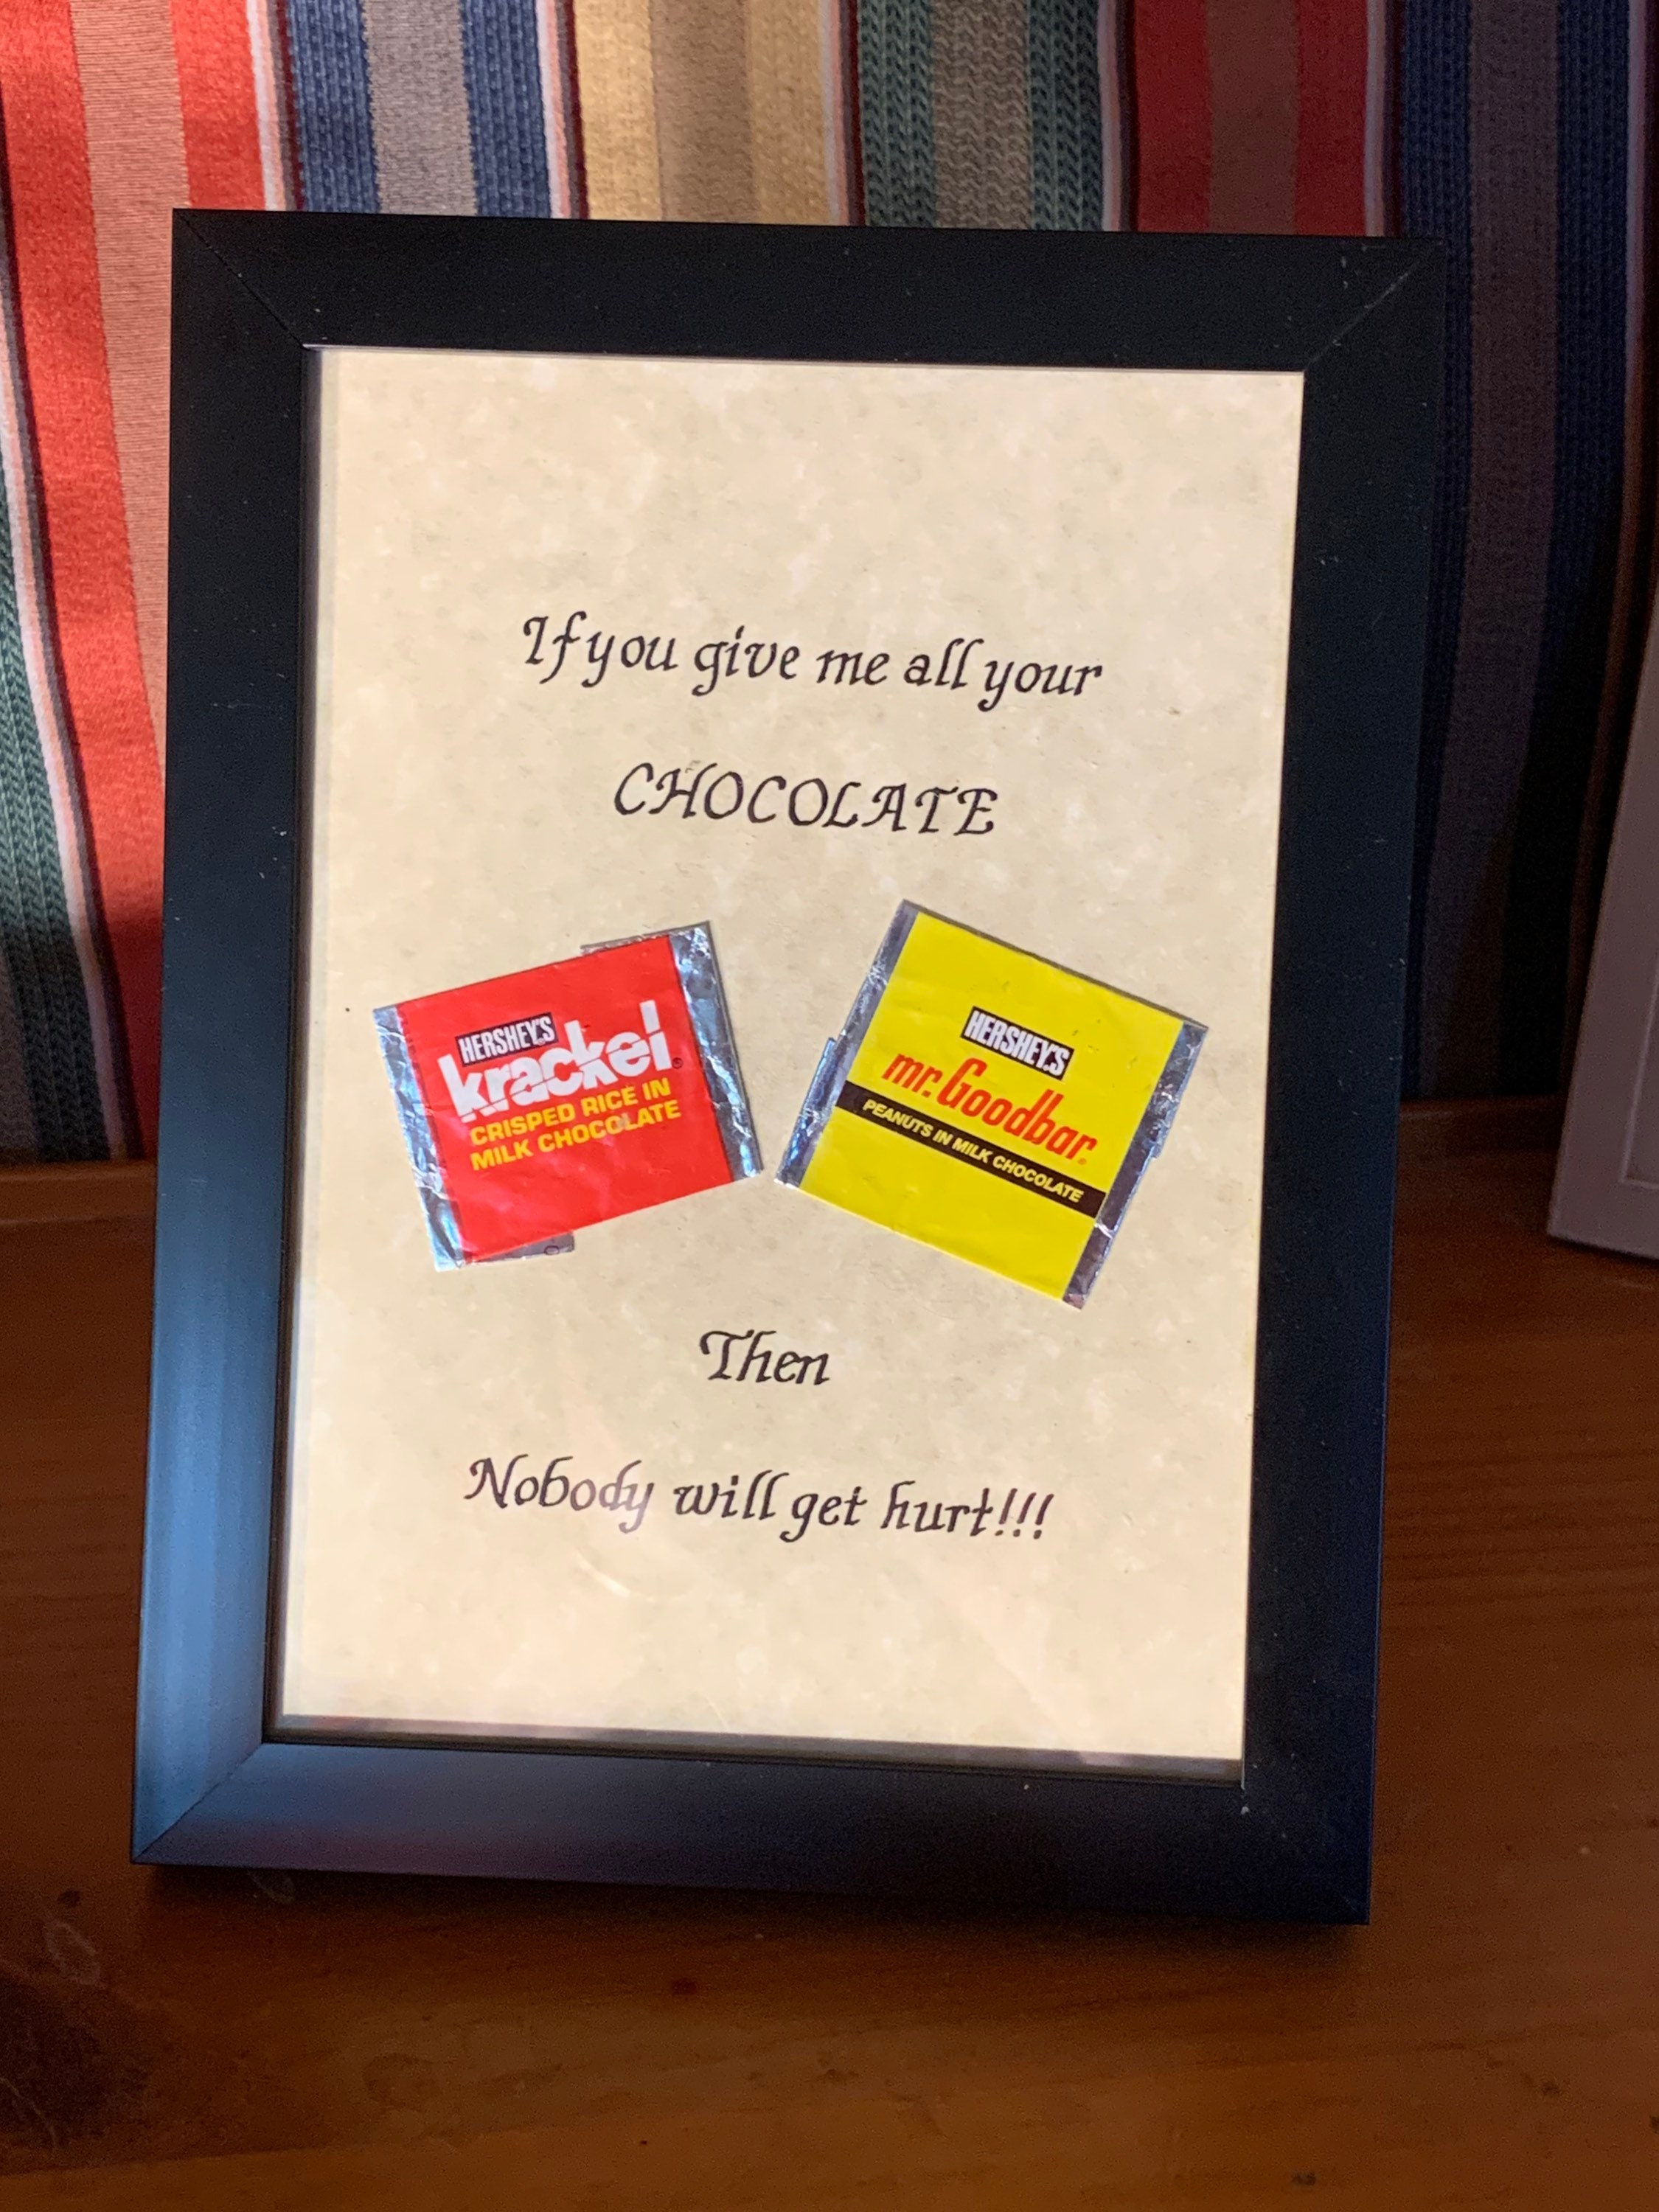 If you give me all your
CHOCOLATE
HERSHEY'S
krackel®
CRISPED RICE IN
MILK CHOCOLATE
HERSHEY'S
mr.Goodbar
PEANUTS IN MILK CHOCOLATE
Then
Nobody will get hurt!!!